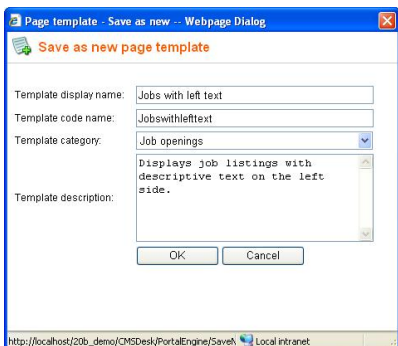 Page template - Save as new -- Webpage Dialog
Save as new page template
Template display name: Jobs with left text
Template code name: Jobswithlefttext
Template category: Job openings
Template description: Displays job listings with
descriptive text on the left
side.
OK Cancel
http://localhost/20b_demo/CMSDesk/PortalEngine/SaveN Local intranet